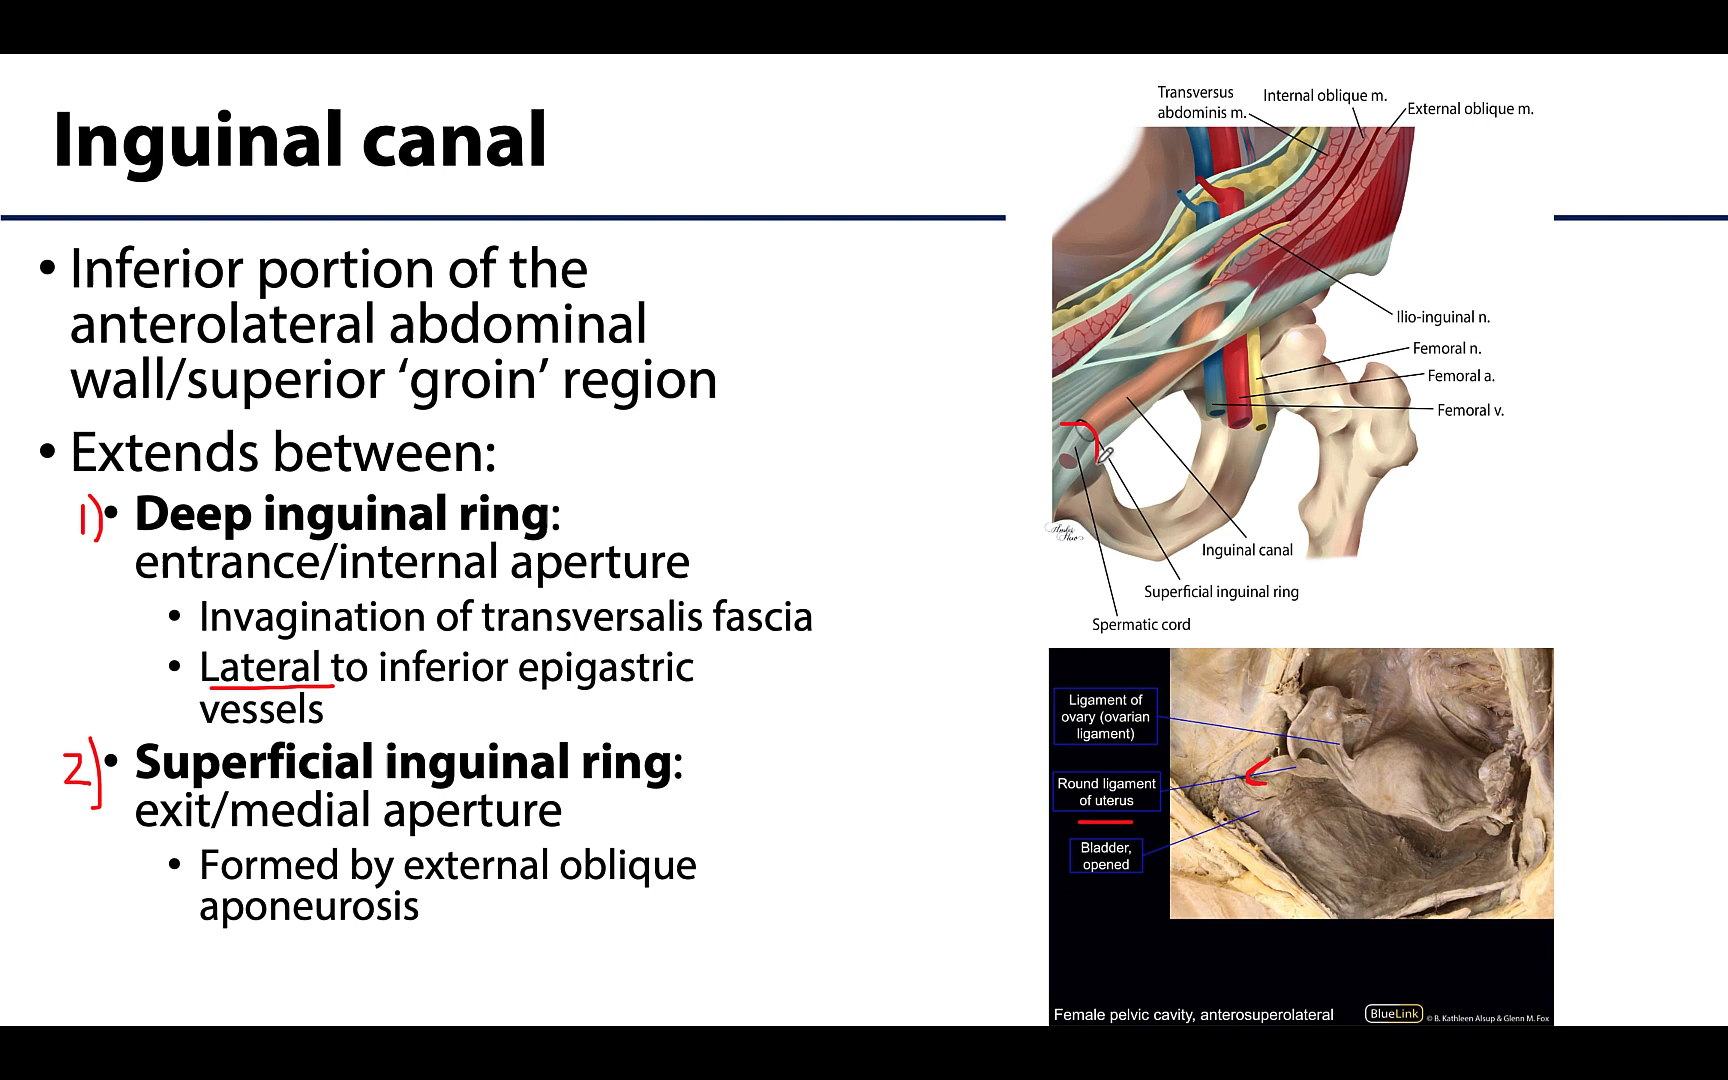 Inguinal canal
• Inferior portion of the
anterolateral abdominal
wall/superior ‘groin’ region
• Extends between:
1) • Deep inguinal ring:
entrance/internal aperture
• Invagination of transversalis fascia
• Lateral to inferior epigastric
vessels
2) • Superficial inguinal ring:
exit/medial aperture
• Formed by external oblique
aponeurosis
Transversus
abdominis m.
Internal oblique m.
External oblique m.
Ilio-inguinal n.
Femoral n.
Femoral a.
Femoral v.
Inguinal canal
Superficial inguinal ring
Spermatic cord
Ligament of
ovary (ovarian
ligament)
Round ligament
of uterus
Bladder,
opened
Female pelvic cavity, anterosuperolateral
BlueLink
© B. Kathleen Alsup & Glenn M. Fox